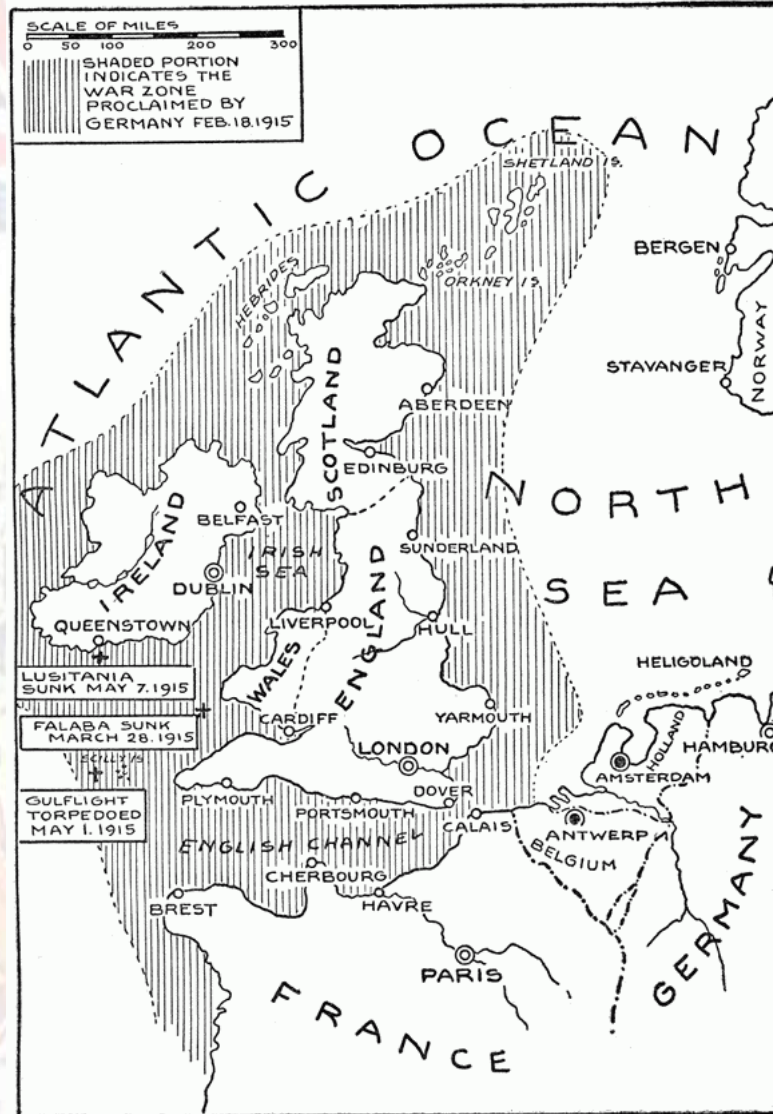 SCALE OF MILES
0 50 100 200 300
SHADED PORTION
INDICATES THE
WAR ZONE
PROCLAIMED BY
GERMANY FEB.18.1915
ATLANTIC OCEAN
SHETLAND IS.
ORKNEY IS.
HEBRIDES
BERGEN
STAVANGER
NORWAY
SCOTLAND
ABERDEEN
EDINBURG
NORTH
SEA
IRELAND
BELFAST
IRISH
SEA
DUBLIN
QUEENSTOWN
SUNDERLAND
ENGLAND
LIVERPOOL
HULL
WALES
CARDIFF
YARMOUTH
LONDON
LUSITANIA
SUNK MAY 7.1915
FALABA SUNK
MARCH 28.1915
SCILLY IS
GULFLIGHT
TORPEDOED
MAY 1.1915
HELIGOLAND
HOLLAND
HAMBURG
AMSTERDAM
PLYMOUTH
PORTSMOUTH
DOVER
CALAIS
ANTWERP
BELGIUM
ENGLISH CHANNEL
CHERBOURG
HAVRE
BREST
PARIS
GERMANY
FRANCE